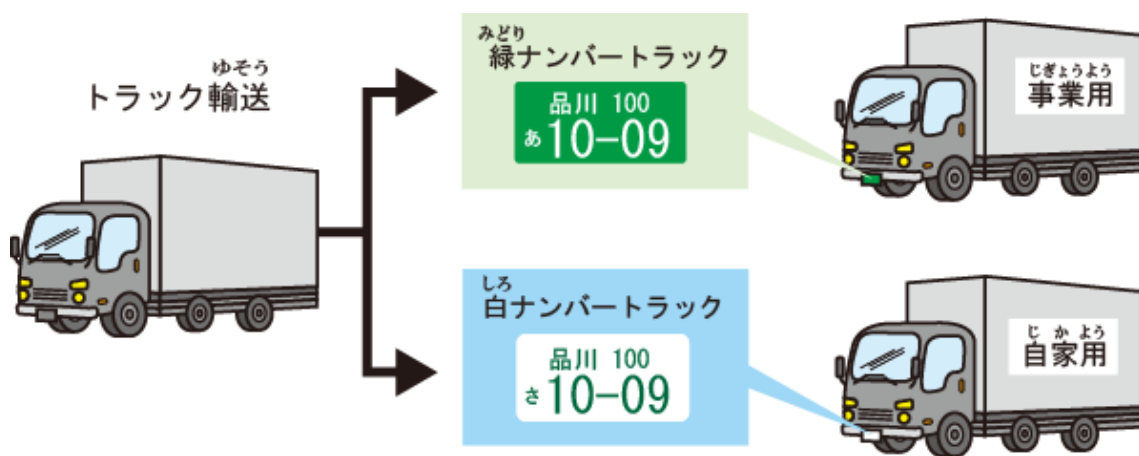 ゆそう
トラック輸送
みどり
緑ナンバートラック
品川 100
あ10-09
じぎょうよう
事業用
しろ
白ナンバートラック
品川 100
さ10-09
じかよう
自家用